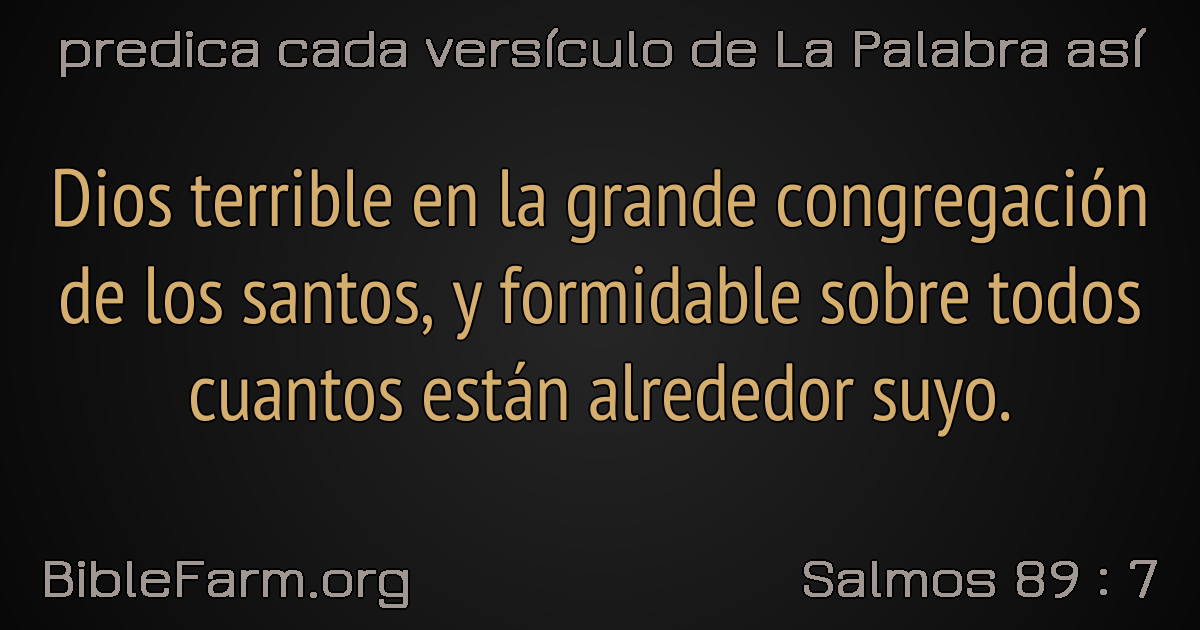 predica cada versículo de La Palabra así
Dios terrible en la grande congregación
de los santos, y formidable sobre todos
cuantos están alrededor suyo.
BibleFarm.org
Salmos 89 : 7